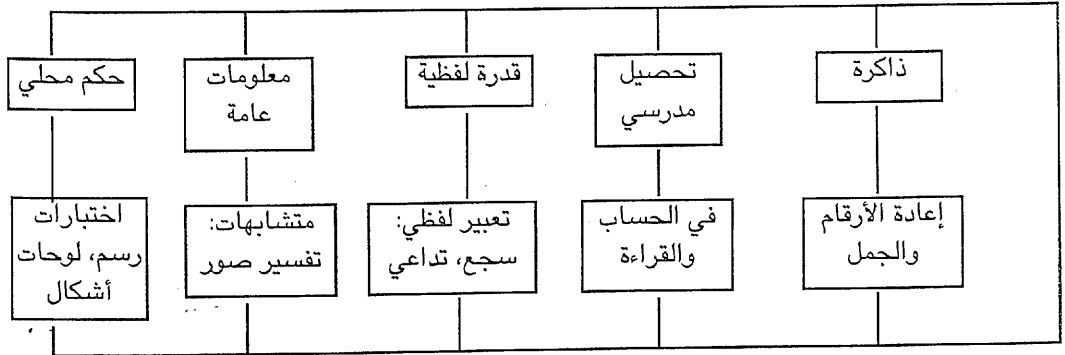 ذاكرة
تحصيل
مدرسي
قدرة لفظية
معلومات
عامة
حكم محلي
إعادة الأرقام
والجمل
في الحساب
والقراءة
تعبير لفظي:
سجع، تداعي
متشابهات:
تفسير صور
اختبارات
رسم، لوحات
أشكال